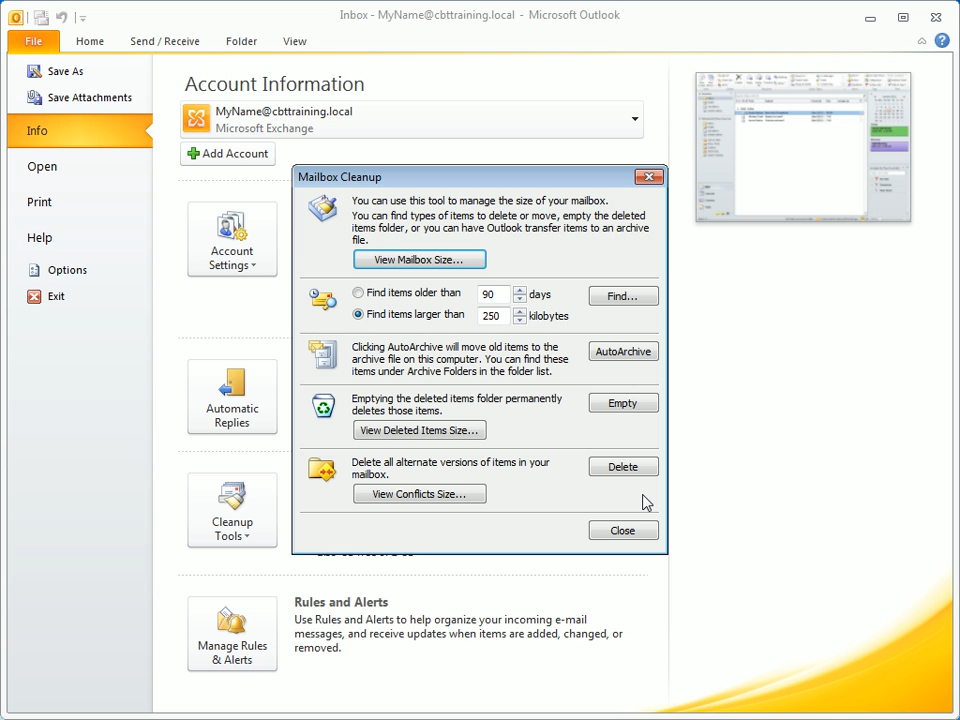 Inbox - MyName@cbttraining.local - Microsoft Outlook
File Home Send / Receive Folder View
Save As
Save Attachments
Info
Open
Print
Help
Options
Exit
Account Information
MyName@cbttraining.local
Microsoft Exchange
Add Account
Account
Settings
Automatic
Replies
Cleanup
Tools
Manage Rules
& Alerts
Mailbox Cleanup
You can use this tool to manage the size of your mailbox.
You can find types of items to delete or move, empty the deleted
items folder, or you can have Outlook transfer items to an archive
file.
View Mailbox Size...
Find items older than 90 days
Find...
Find items larger than 250 kilobytes
Clicking AutoArchive will move old items to the
archive file on this computer. You can find these
items under Archive Folders in the folder list.
AutoArchive
Emptying the deleted items folder permanently
deletes those items.
Empty
View Deleted Items Size...
Delete all alternate versions of items in your
mailbox.
Delete
View Conflicts Size...
Close
Rules and Alerts
Use Rules and Alerts to help organize your incoming e-mail
messages, and receive updates when items are added, changed, or
removed.